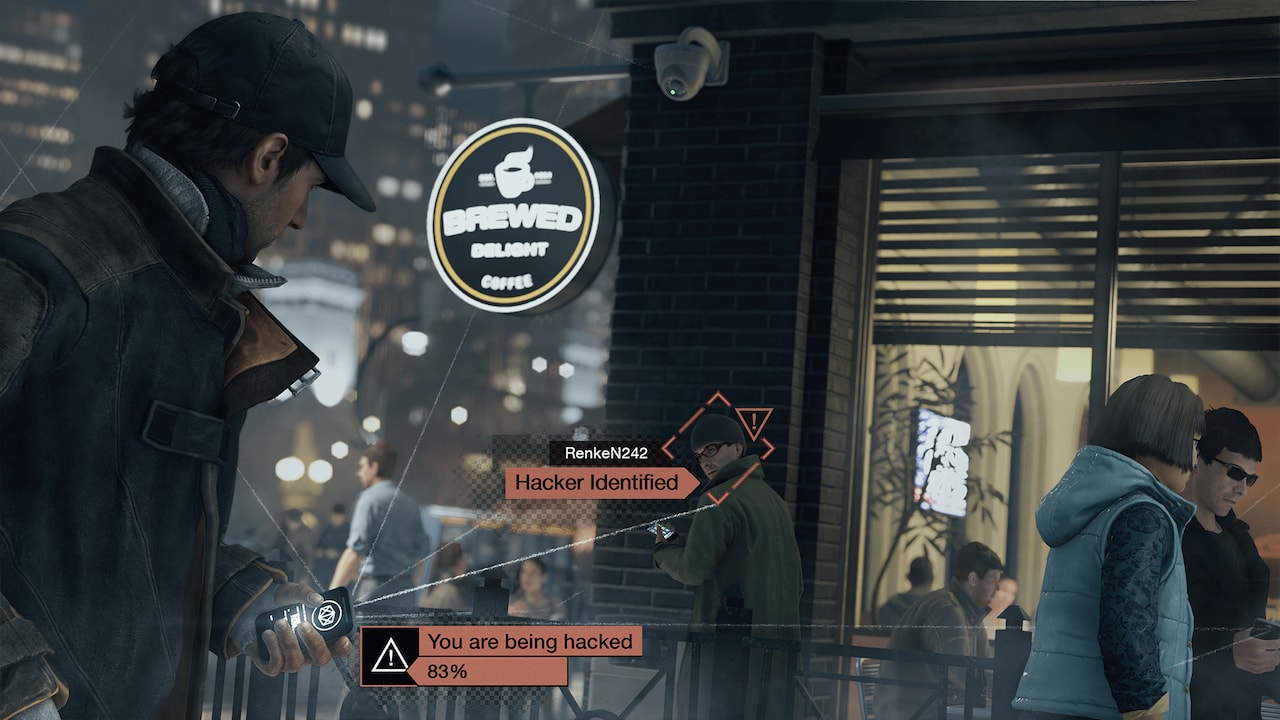 BREWED
DELIGHT
COFFEE
RenkeN242
Hacker Identified
You are being hacked
83%